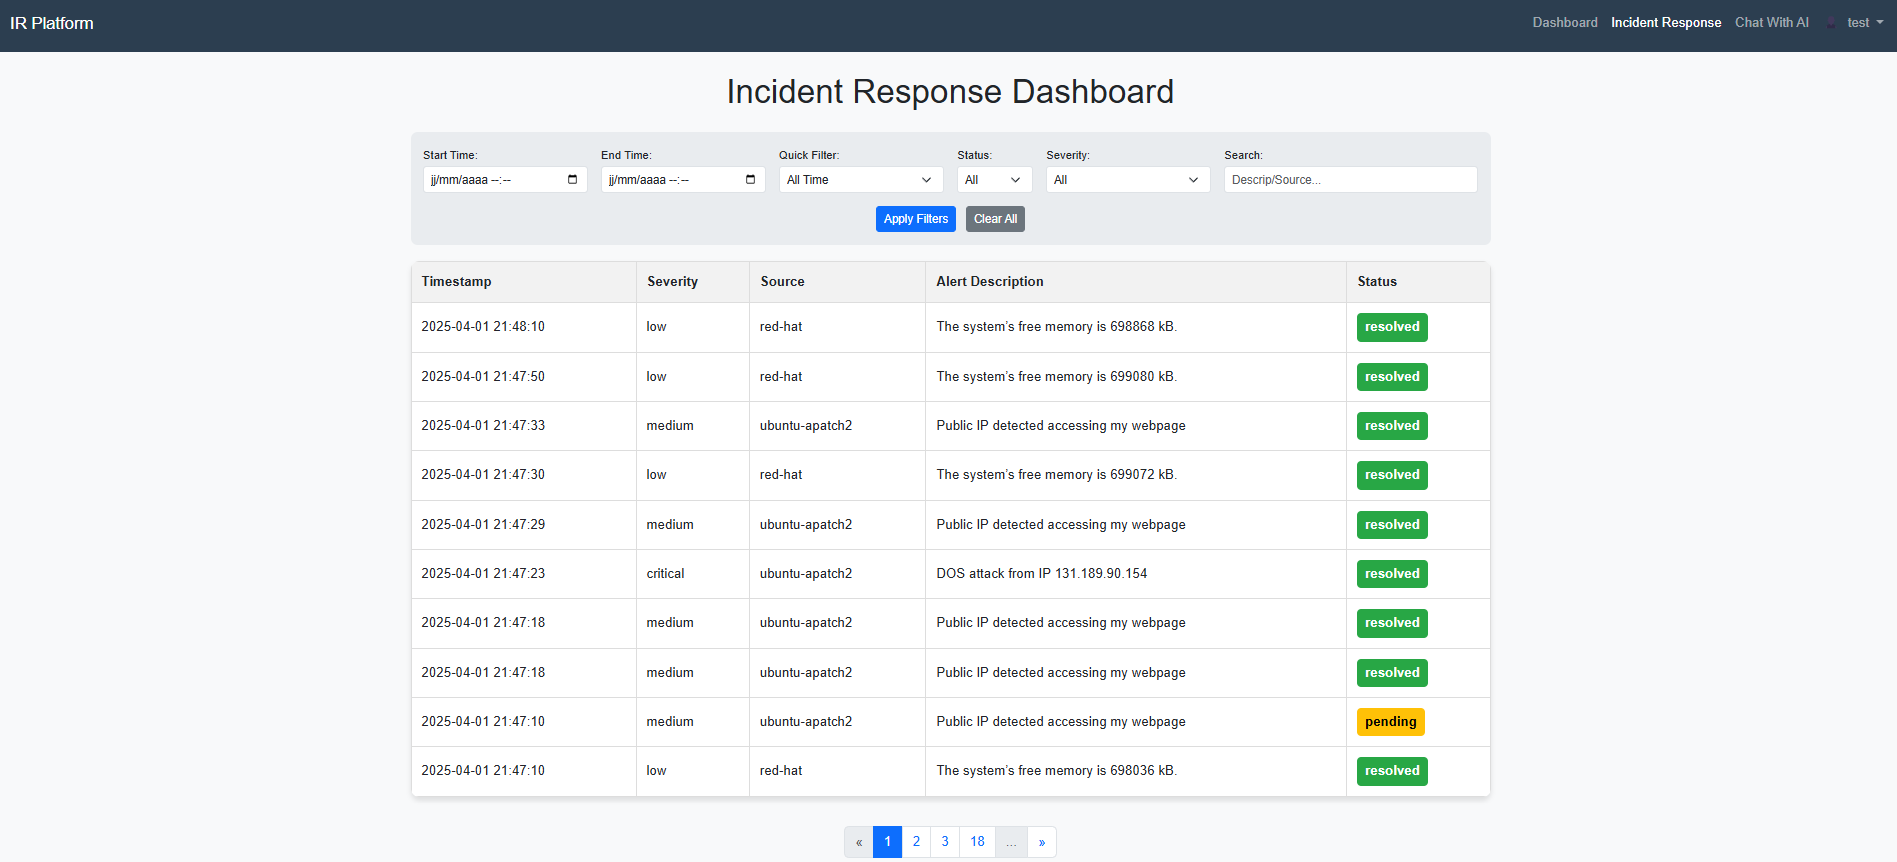 IR Platform
Dashboard Incident Response Chat With AI test
Incident Response Dashboard
Start Time: End Time: Quick Filter: Status: Severity: Search:
jj/mm/aaaa --:-- jj/mm/aaaa --:-- All Time All All Descrip/Source...
Apply Filters Clear All
Timestamp Severity Source Alert Description Status
2025-04-01 21:48:10 low red-hat The system's free memory is 698868 kB. resolved
2025-04-01 21:47:50 low red-hat The system's free memory is 699080 kB. resolved
2025-04-01 21:47:33 medium ubuntu-apatch2 Public IP detected accessing my webpage resolved
2025-04-01 21:47:30 low red-hat The system's free memory is 699072 kB. resolved
2025-04-01 21:47:29 medium ubuntu-apatch2 Public IP detected accessing my webpage resolved
2025-04-01 21:47:23 critical ubuntu-apatch2 DOS attack from IP 131.189.90.154 resolved
2025-04-01 21:47:18 medium ubuntu-apatch2 Public IP detected accessing my webpage resolved
2025-04-01 21:47:18 medium ubuntu-apatch2 Public IP detected accessing my webpage resolved
2025-04-01 21:47:10 medium ubuntu-apatch2 Public IP detected accessing my webpage pending
2025-04-01 21:47:10 low red-hat The system's free memory is 698036 kB. resolved
« 1 2 3 18 ... »